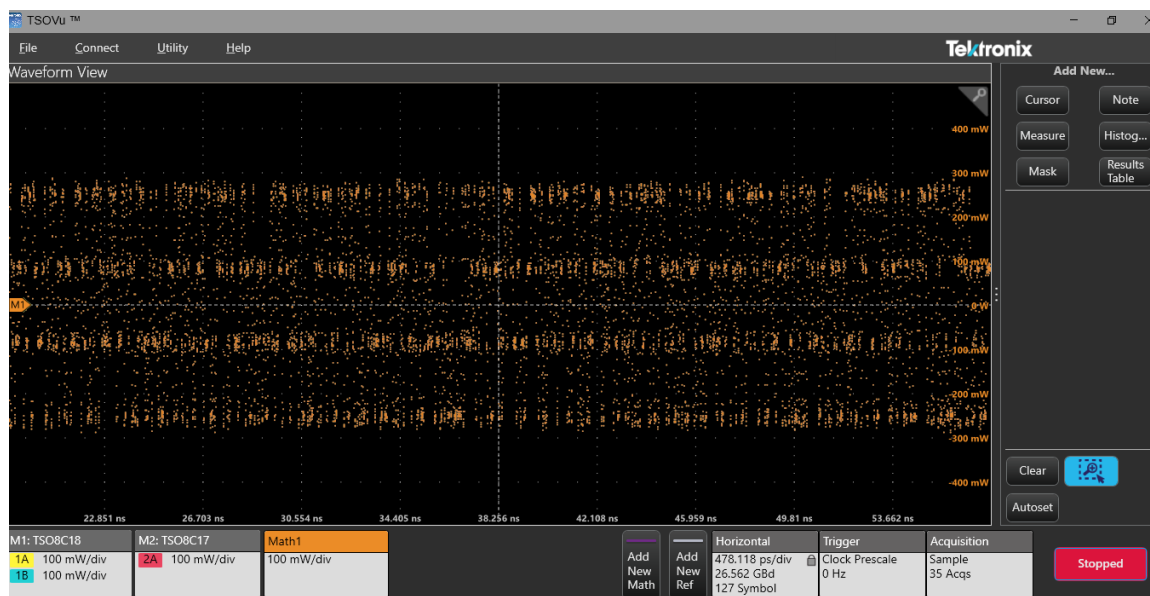 TSOVu ™
File Connect Utility Help
Tektronix
Waveform View
Add New...
Cursor Note
Measure Histog...
Mask Results Table
400 mW
300 mW
200 mW
100 mW
M1
0 W
-100 mW
-200 mW
-300 mW
-400 mW
22.851 ns 26.703 ns 30.554 ns 34.405 ns 38.256 ns 42.108 ns 45.959 ns 49.81 ns 53.662 ns
Clear
Autoset
M1: TSO8C18
1A 100 mW/div
1B 100 mW/div
M2: TSO8C17
2A 100 mW/div
Math1
100 mW/div
Add New Math
Add New Ref
Horizontal
478.118 ps/div
26.562 GBd
127 Symbol
Trigger
Clock Prescale
0 Hz
Acquisition
Sample
35 Acqs
Stopped